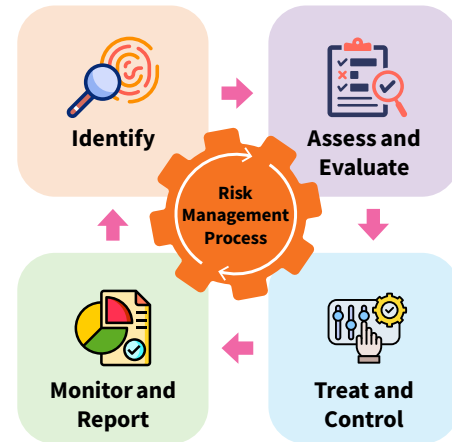 Identify
Assess and
Evaluate
Risk
Management
Process
Monitor and
Report
Treat and
Control